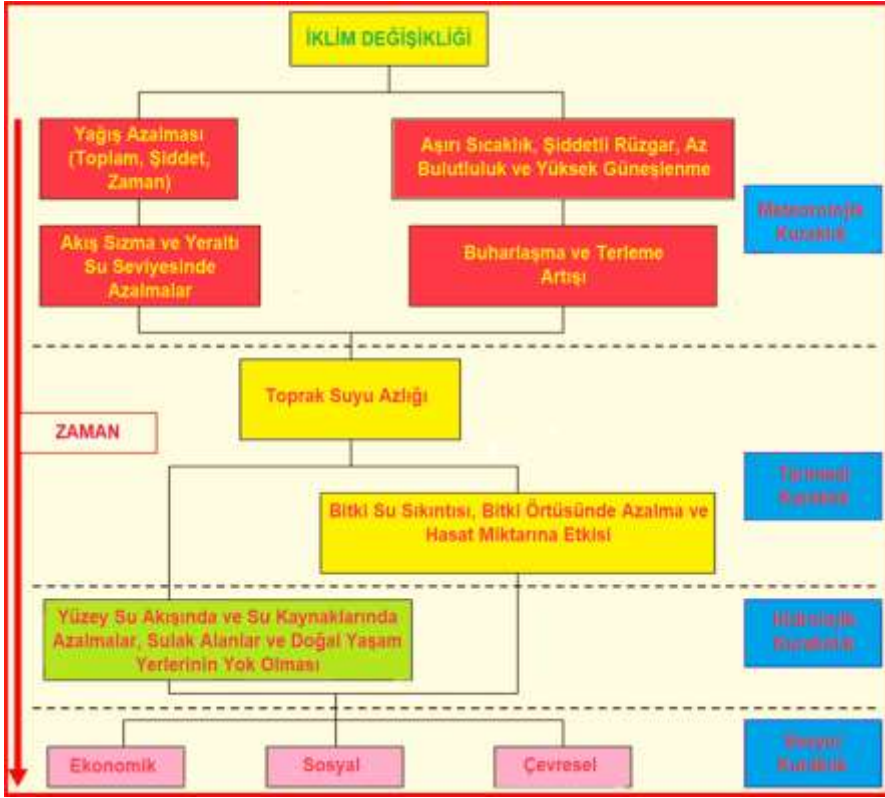 İKLİM DEĞİŞİKLİĞİ
Yağış Azalması
(Toplam, Şiddet,
Zaman)
Aşırı Sıcaklık, Şiddetli Rüzgar, Az
Bulutluluk ve Yüksek Güneşlenme
Meteorolojik
Kuraklık
Akış Sızma ve Yeraltı
Su Seviyesinde
Azalmalar
Buharlaşma ve Terleme
Artışı
Toprak Suyu Azlığı
ZAMAN
Tarımsal
Kuraklık
Bitki Su Sıkıntısı, Bitki Örtüsünde Azalma ve
Hasat Miktarına Etkisi
Yüzey Su Akışında ve Su Kaynaklarında
Azalmalar, Sulak Alanlar ve Doğal Yaşam
Yerlerinin Yok Olması
Hidrolojik
Kuraklık
Ekonomik
Sosyal
Çevresel
Kuraklık